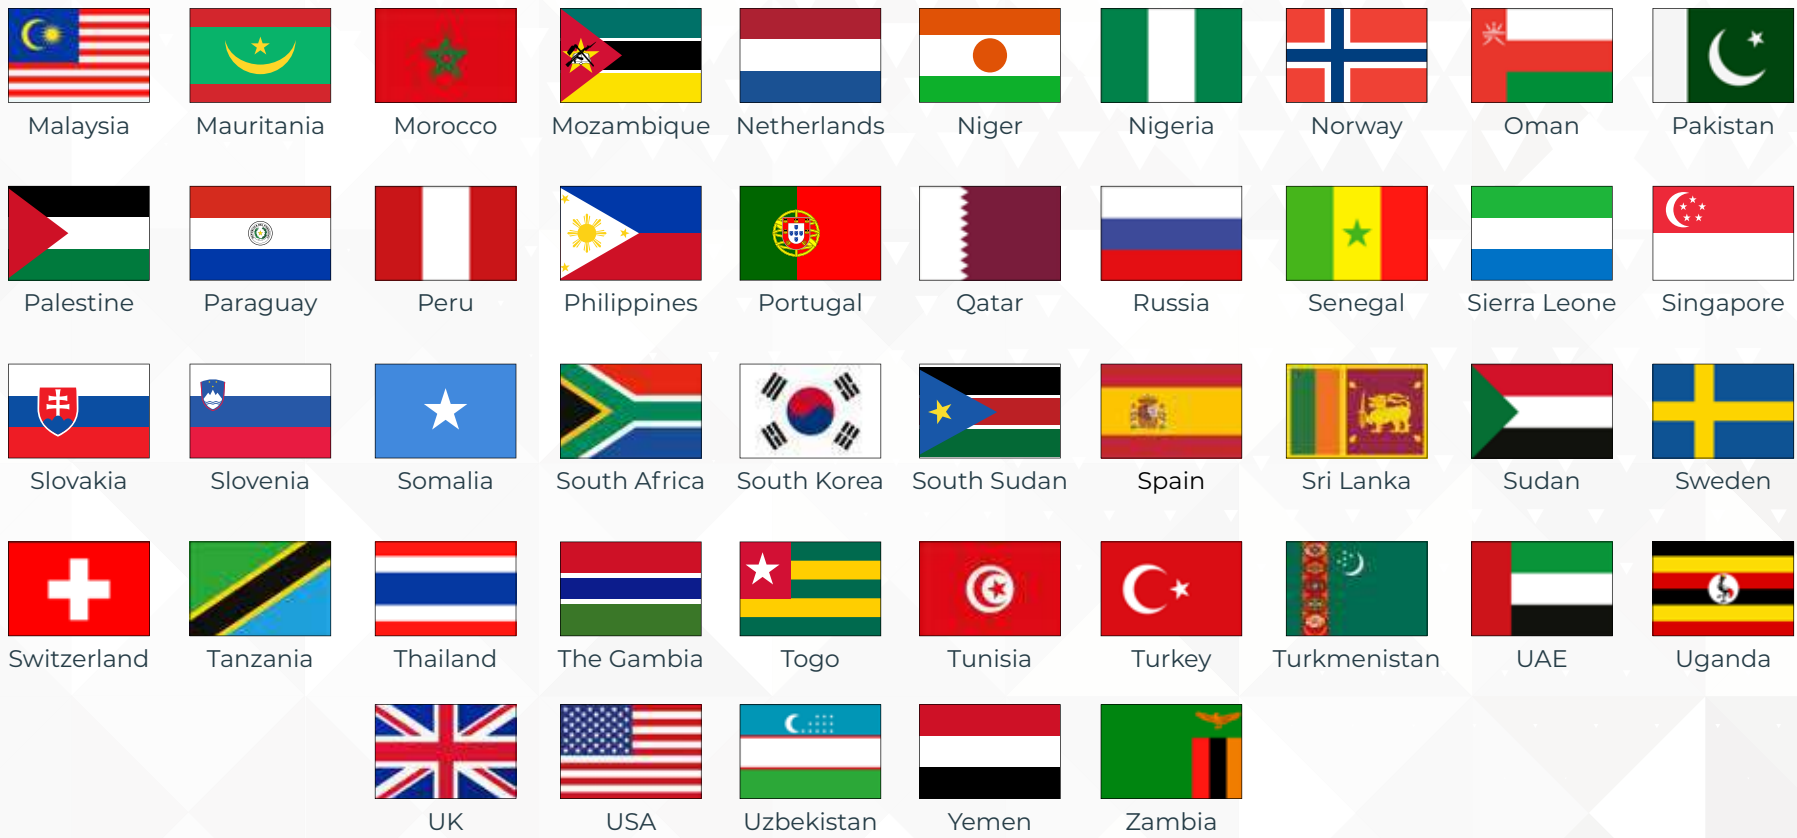 Malaysia Mauritania Morocco Mozambique Netherlands Niger Nigeria Norway Oman Pakistan
Palestine Paraguay Peru Philippines Portugal Qatar Russia Senegal Sierra Leone Singapore
Slovakia Slovenia Somalia South Africa South Korea South Sudan Spain Sri Lanka Sudan Sweden
Switzerland Tanzania Thailand The Gambia Togo Tunisia Turkey Turkmenistan UAE Uganda
UK USA Uzbekistan Yemen Zambia